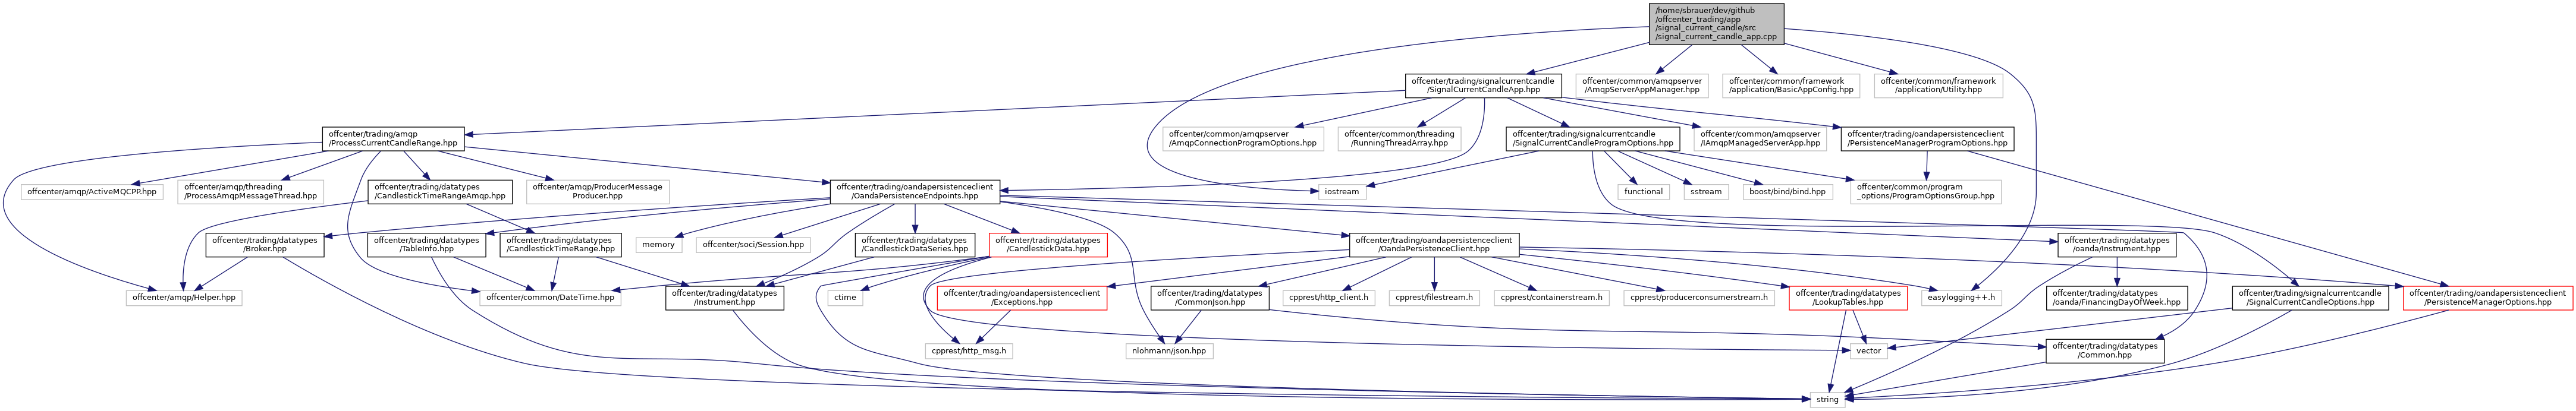 /home/sbrauer/dev/github
/offcenter_trading/app
/signal_current_candle/src
/signal_current_candle_app.cpp
offcenter/trading/signalcurrentcandle
/SignalCurrentCandleApp.hpp
offcenter/common/amqpserver
/AmqpServerAppManager.hpp
offcenter/common/framework
/application/BasicAppConfig.hpp
offcenter/common/framework
/application/Utility.hpp
offcenter/trading/amqp
/ProcessCurrentCandleRange.hpp
offcenter/common/amqpserver
/AmqpConnectionProgramOptions.hpp
offcenter/common/threading
/RunningThreadArray.hpp
offcenter/trading/signalcurrentcandle
/SignalCurrentCandleProgramOptions.hpp
offcenter/common/amqpserver
/IAmqpManagedServerApp.hpp
offcenter/trading/oandapersistenceclient
/PersistenceManagerProgramOptions.hpp
offcenter/amqp/ActiveMQCPP.hpp
offcenter/amqp/threading
/ProcessAmqpMessageThread.hpp
offcenter/trading/datatypes
/CandlestickTimeRangeAmqp.hpp
offcenter/amqp/ProducerMessage
Producer.hpp
offcenter/trading/oandapersistenceclient
/OandaPersistenceEndpoints.hpp
iostream
functional
sstream
boost/bind/bind.hpp
offcenter/common/program
_options/ProgramOptionsGroup.hpp
offcenter/trading/datatypes
/Broker.hpp
offcenter/trading/datatypes
/TableInfo.hpp
offcenter/trading/datatypes
/CandlestickTimeRange.hpp
memory
offcenter/soci/Session.hpp
offcenter/trading/datatypes
/CandlestickDataSeries.hpp
offcenter/trading/datatypes
/CandlestickData.hpp
offcenter/trading/oandapersistenceclient
/OandaPersistenceClient.hpp
offcenter/trading/datatypes
/oanda/Instrument.hpp
offcenter/amqp/Helper.hpp
offcenter/common/DateTime.hpp
offcenter/trading/datatypes
/Instrument.hpp
ctime
offcenter/trading/oandapersistenceclient
/Exceptions.hpp
offcenter/trading/datatypes
/CommonJson.hpp
cpprest/http_client.h
cpprest/filestream.h
cpprest/containerstream.h
cpprest/producerconsumerstream.h
offcenter/trading/datatypes
/LookupTables.hpp
easylogging++.h
offcenter/trading/datatypes
/oanda/FinancingDayOfWeek.hpp
offcenter/trading/signalcurrentcandle
/SignalCurrentCandleOptions.hpp
offcenter/trading/oandapersistenceclient
/PersistenceManagerOptions.hpp
cpprest/http_msg.h
nlohmann/json.hpp
vector
offcenter/trading/datatypes
/Common.hpp
string